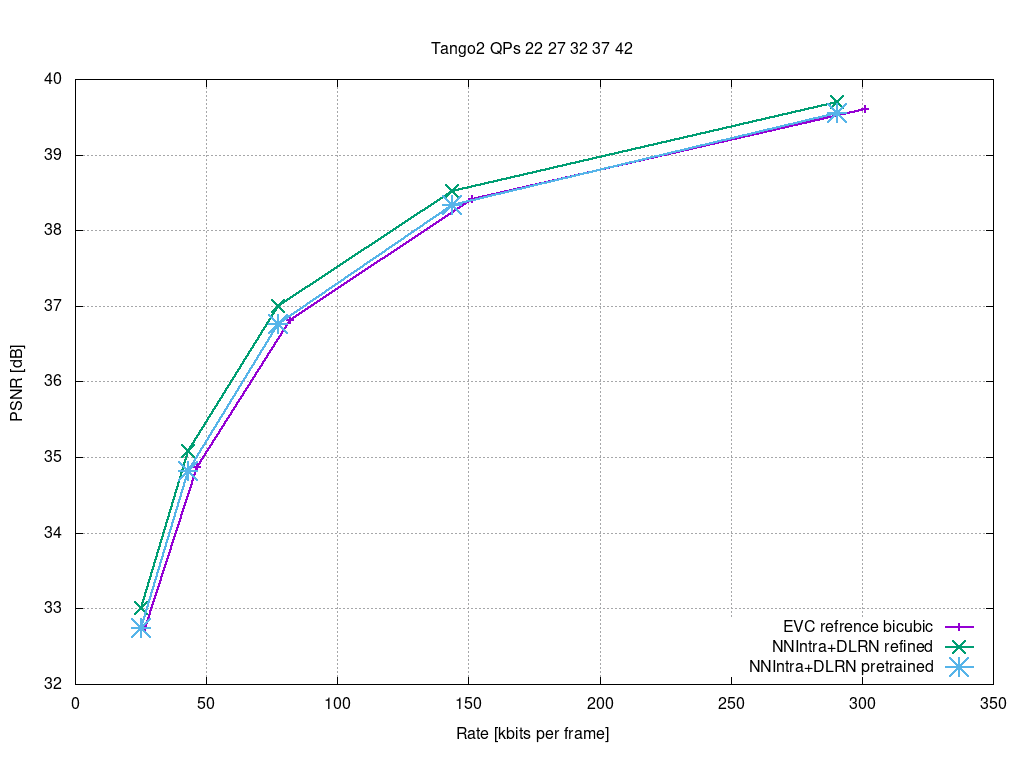 Tango2 QPs 22 27 32 37 42
40
39
38
37
36
35
34
33
32
PSNR [dB]
0 50 100 150 200 250 300 350
Rate [kbits per frame]
EVC refrence bicubic
NNIntra+DLRN refined
NNIntra+DLRN pretrained